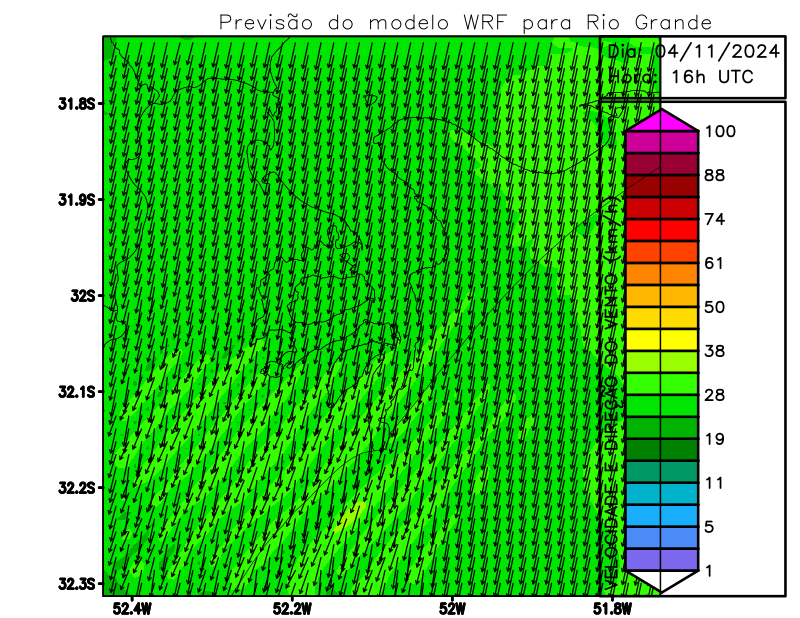 Previsão do modelo WRF para Rio Grande
Dia: 04/11/2024
Hora: 16h UTC
31.8S
31.9S
32S
32.1S
32.2S
32.3S
52.4W
52.2W
52W
51.8W
VELOCIDADE E DIREÇÃO DO VENTO (km/h)
100
88
74
61
50
38
28
19
11
5
1